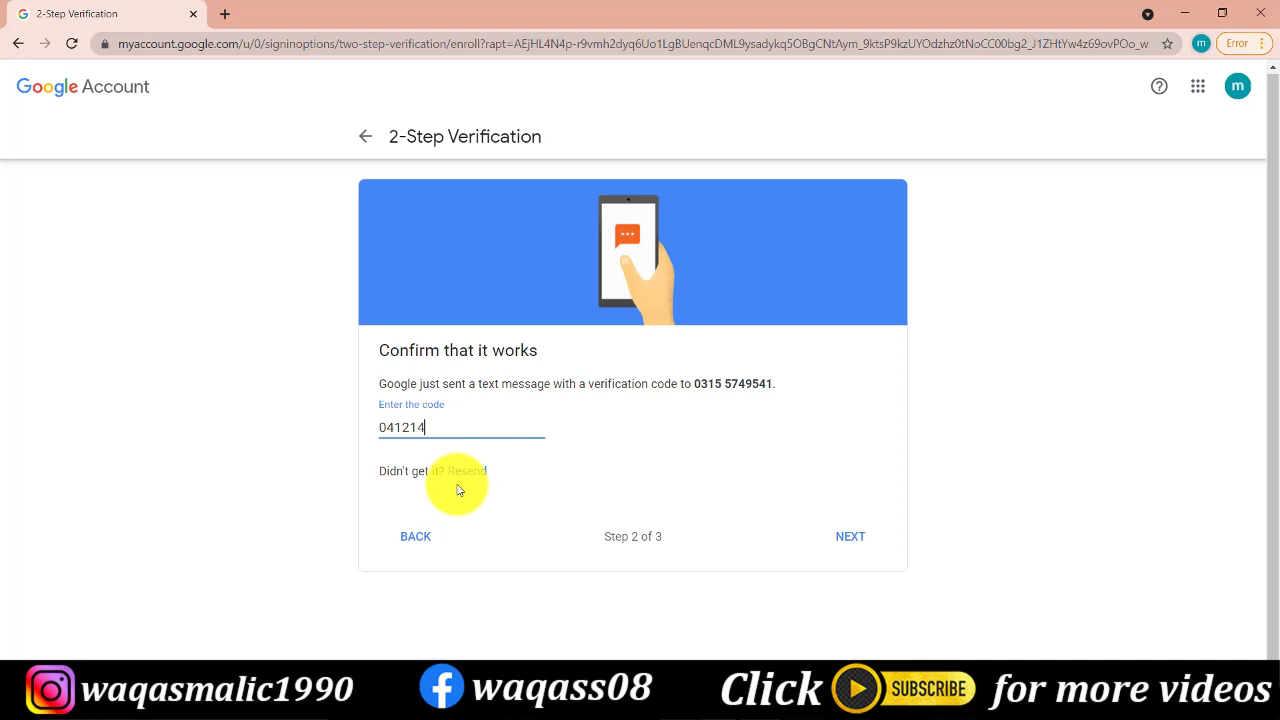 2-Step Verification
myaccount.google.com/u/0/signinoptions/two-step-verification/enroll?rapt=AEjHL4N4-r9vmh2dyq6Uo1LgBUenqcDML9ysadykq5OBgCNtAym_9ktsP9kzUYOdzhz0tNoCC00bg2_J1ZHtYw4z69ovPOo_w
m
Error
Google Account
m
2-Step Verification
Confirm that it works
Google just sent a text message with a verification code to 0315 5749541.
Enter the code
041214
Didn't get it? Resend
BACK
Step 2 of 3
NEXT
waqasmalic1990
waqass08
Click SUBSCRIBE for more videos